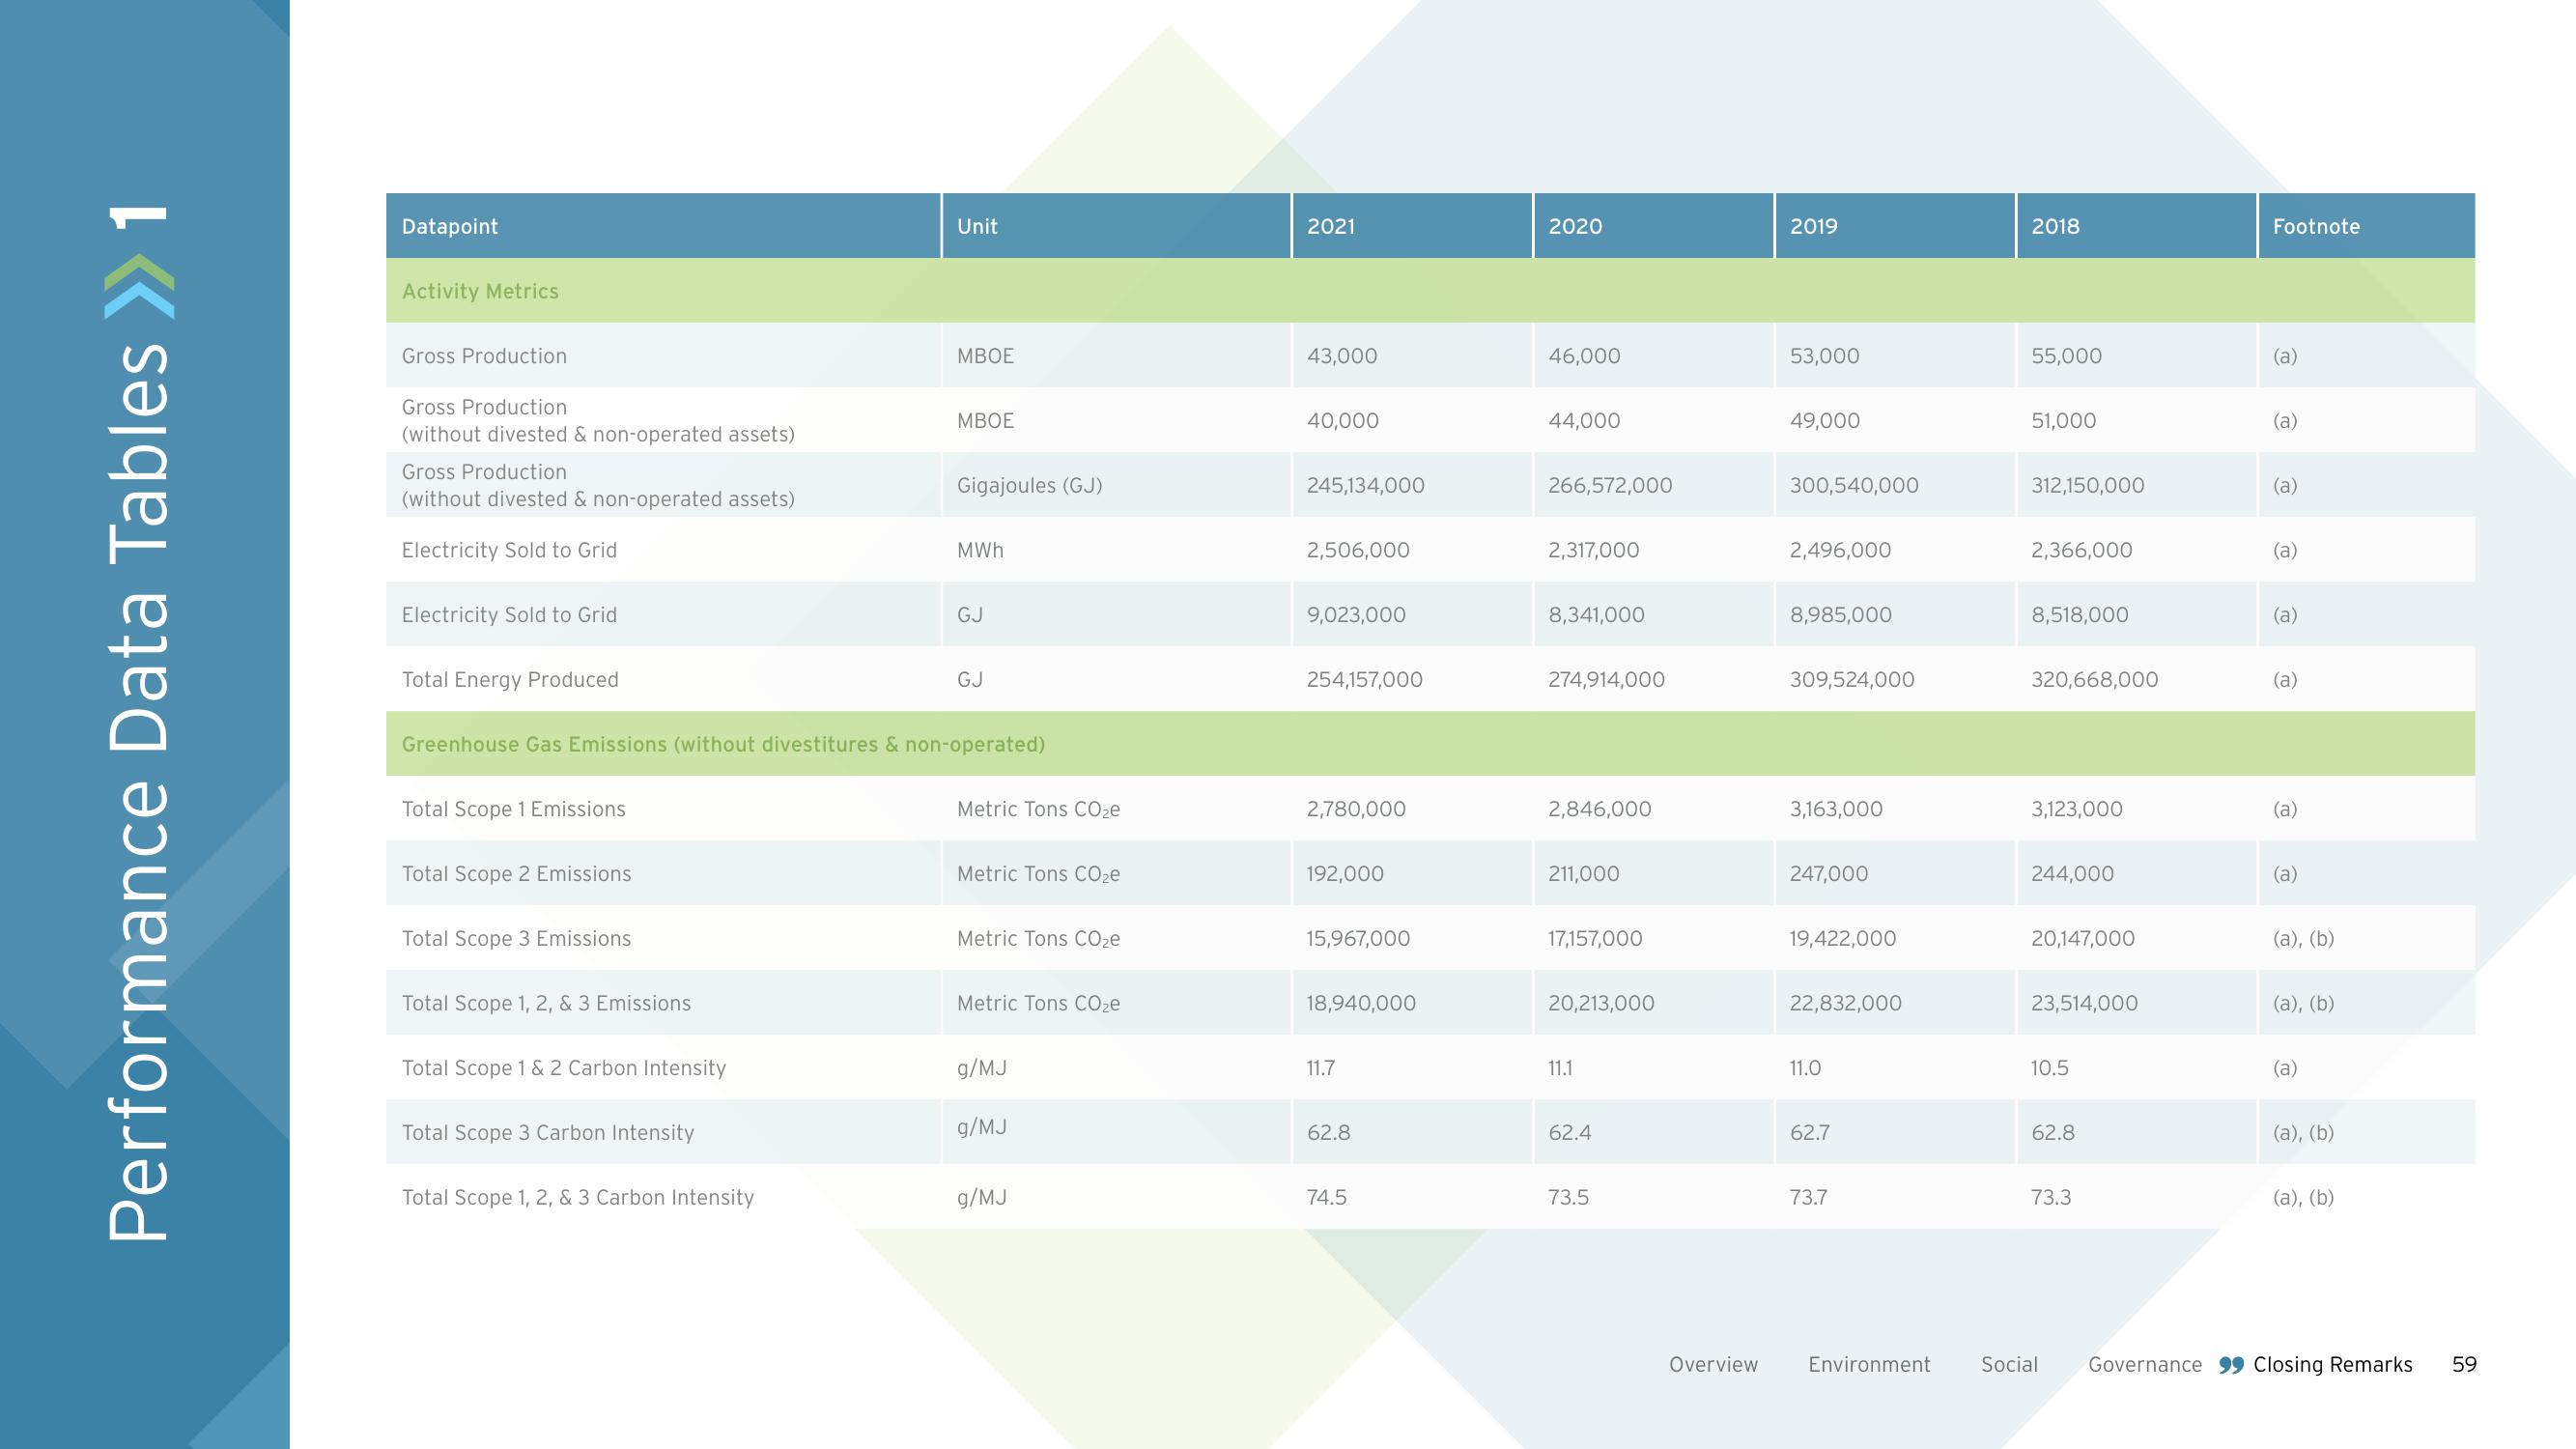 Performance Data Tables 1
Datapoint Unit 2021 2020 2019 2018 Footnote
Activity Metrics
Gross Production MBOE 43,000 46,000 53,000 55,000 (a)
Gross Production
(without divested & non-operated assets) MBOE 40,000 44,000 49,000 51,000 (a)
Gross Production
(without divested & non-operated assets) Gigajoules (GJ) 245,134,000 266,572,000 300,540,000 312,150,000 (a)
Electricity Sold to Grid MWh 2,506,000 2,317,000 2,496,000 2,366,000 (a)
Electricity Sold to Grid GJ 9,023,000 8,341,000 8,985,000 8,518,000 (a)
Total Energy Produced GJ 254,157,000 274,914,000 309,524,000 320,668,000 (a)
Greenhouse Gas Emissions (without divestitures & non-operated)
Total Scope 1 Emissions Metric Tons CO₂e 2,780,000 2,846,000 3,163,000 3,123,000 (a)
Total Scope 2 Emissions Metric Tons CO₂e 192,000 211,000 247,000 244,000 (a)
Total Scope 3 Emissions Metric Tons CO₂e 15,967,000 17,157,000 19,422,000 20,147,000 (a), (b)
Total Scope 1, 2, & 3 Emissions Metric Tons CO₂e 18,940,000 20,213,000 22,832,000 23,514,000 (a), (b)
Total Scope 1 & 2 Carbon Intensity g/MJ 11.7 11.1 11.0 10.5 (a)
Total Scope 3 Carbon Intensity g/MJ 62.8 62.4 62.7 62.8 (a), (b)
Total Scope 1, 2, & 3 Carbon Intensity g/MJ 74.5 73.5 73.7 73.3 (a), (b)
Overview Environment Social Governance Closing Remarks 59